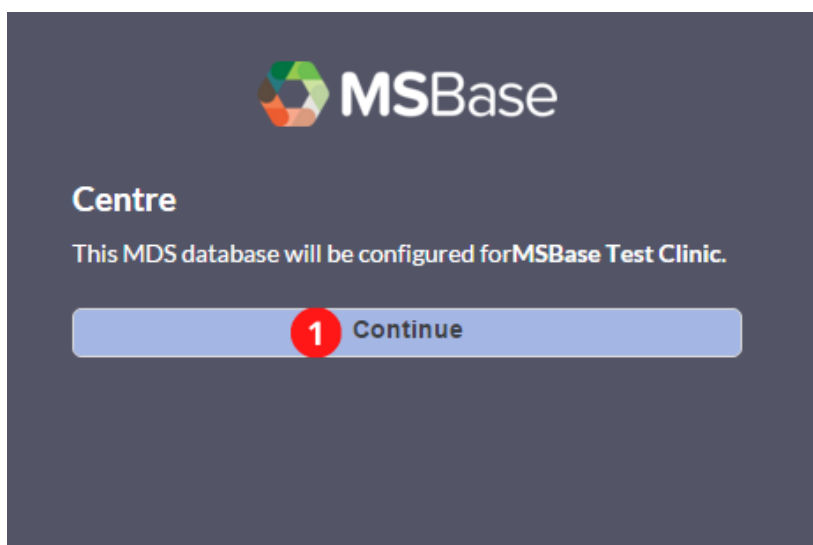 MSBase
Centre
This MDS database will be configured forMSBase Test Clinic.
1 Continue